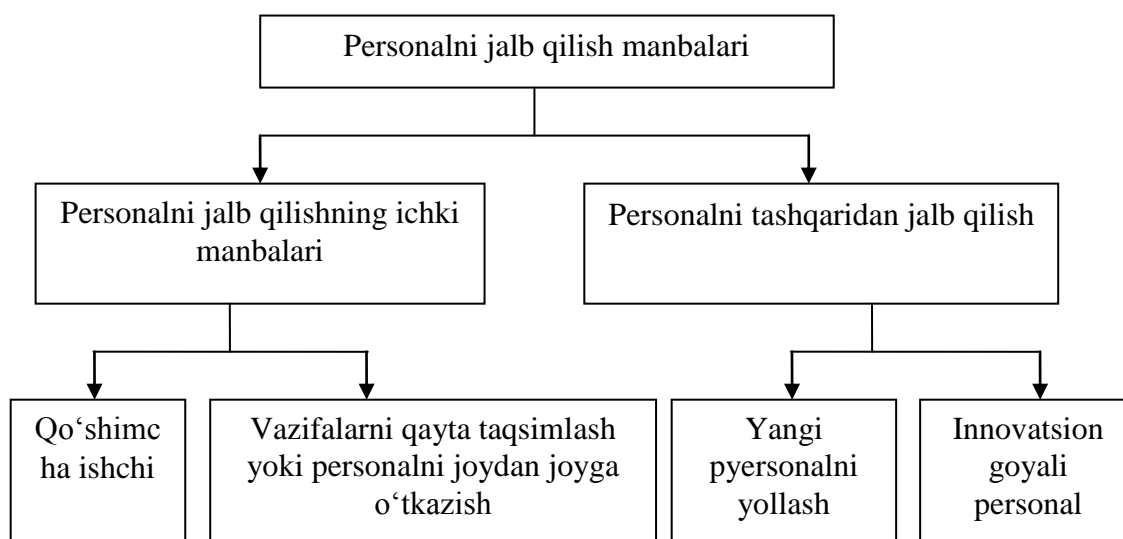 Personalni jalb qilish manbalari
Personalni jalb qilishning ichki
manbalari
Personalni tashqaridan jalb qilish
Qo‘shimc
ha ishchi
Vazifalarni qayta taqsimlash
yoki personalni joydan joyga
o‘tkazish
Yangi
pyersonalni
yollash
Innovatsion
goyali
personal